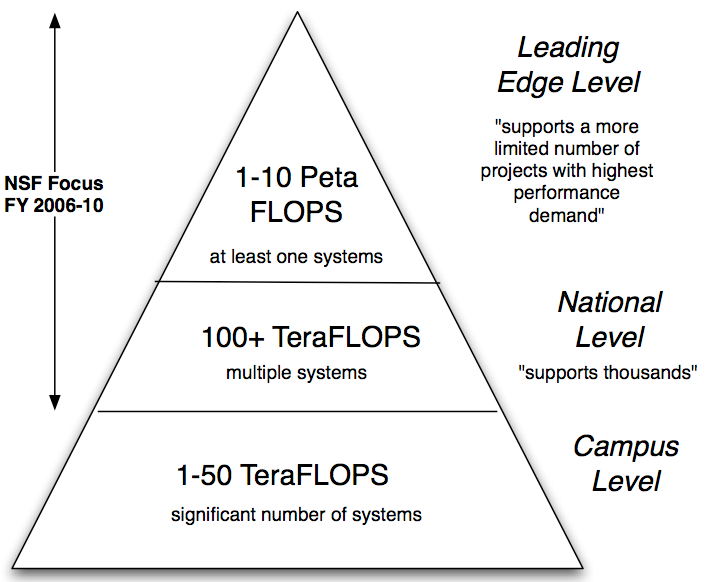 Leading
Edge Level
"supports a more
limited number of
projects with highest
performance
demand"
NSF Focus
FY 2006-10
1-10 Peta
FLOPS
at least one systems
National
Level
"supports thousands"
100+ TeraFLOPS
multiple systems
Campus
Level
1-50 TeraFLOPS
significant number of systems